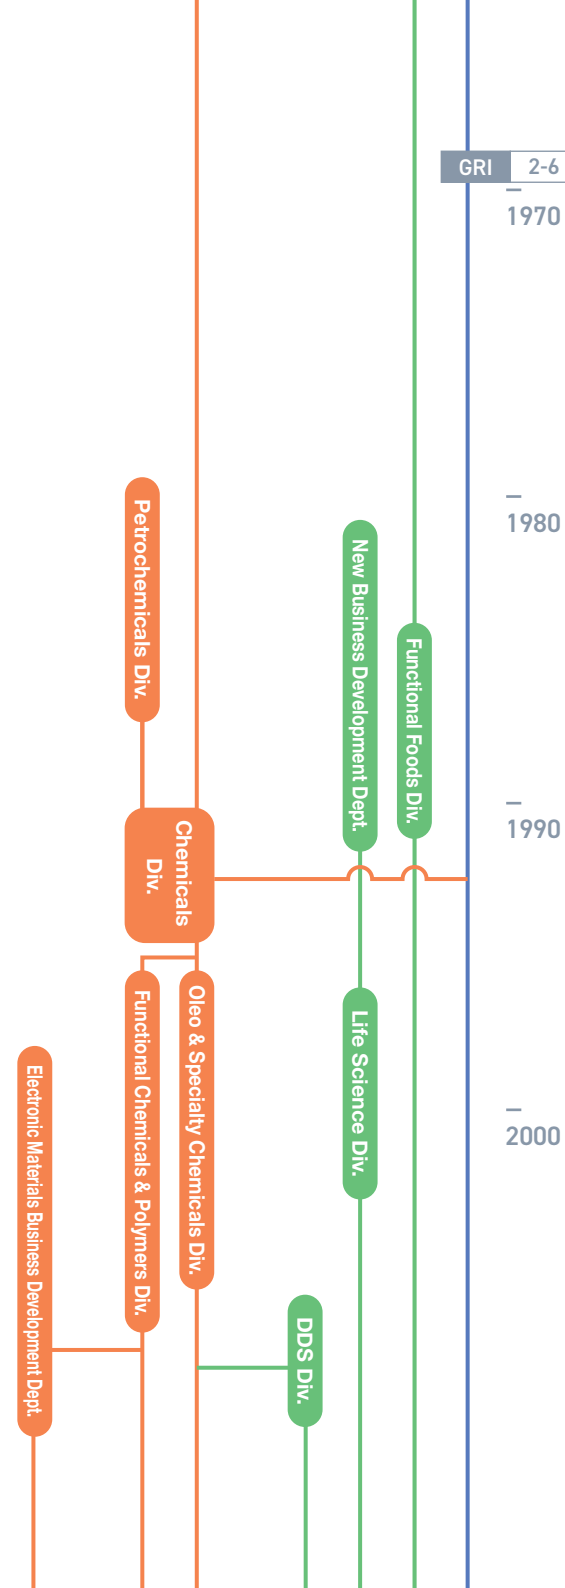 GRI 2-6
1970
1980
1990
2000
Petrochemicals Div.
New Business Development Dept.
Functional Foods Div.
Chemicals
Div.
Functional Chemicals & Polymers Div.
Oleo & Specialty Chemicals Div.
Life Science Div.
Electronic Materials Business Development Dept.
DDS Div.